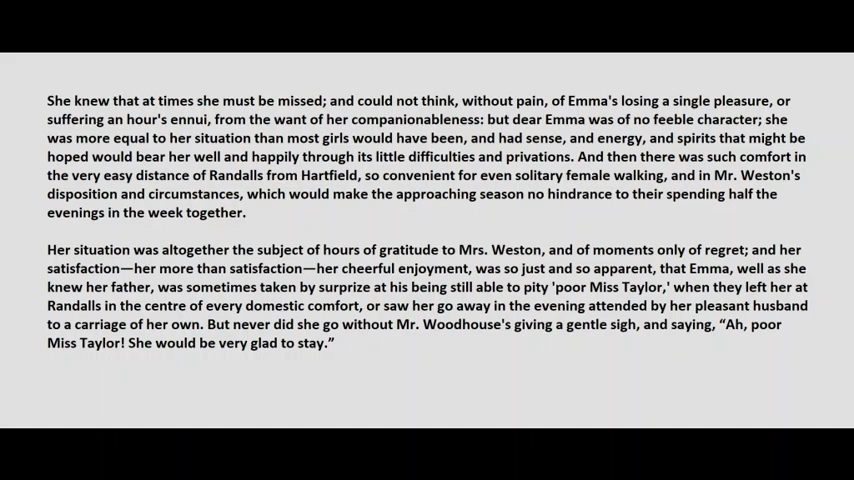 She knew that at times she must be missed; and could not think, without pain, of Emma's losing a single pleasure, or
suffering an hour's ennui, from the want of her companionableness: but dear Emma was of no feeble character; she
was more equal to her situation than most girls would have been, and had sense, and energy, and spirits that might be
hoped would bear her well and happily through its little difficulties and privations. And then there was such comfort in
the very easy distance of Randalls from Hartfield, so convenient for even solitary female walking, and in Mr. Weston's
disposition and circumstances, which would make the approaching season no hindrance to their spending half the
evenings in the week together.
Her situation was altogether the subject of hours of gratitude to Mrs. Weston, and of moments only of regret; and her
satisfaction—her more than satisfaction—her cheerful enjoyment, was so just and so apparent, that Emma, well as she
knew her father, was sometimes taken by surprize at his being still able to pity 'poor Miss Taylor,' when they left her at
Randalls in the centre of every domestic comfort, or saw her go away in the evening attended by her pleasant husband
to a carriage of her own. But never did she go without Mr. Woodhouse's giving a gentle sigh, and saying, “Ah, poor
Miss Taylor! She would be very glad to stay.”